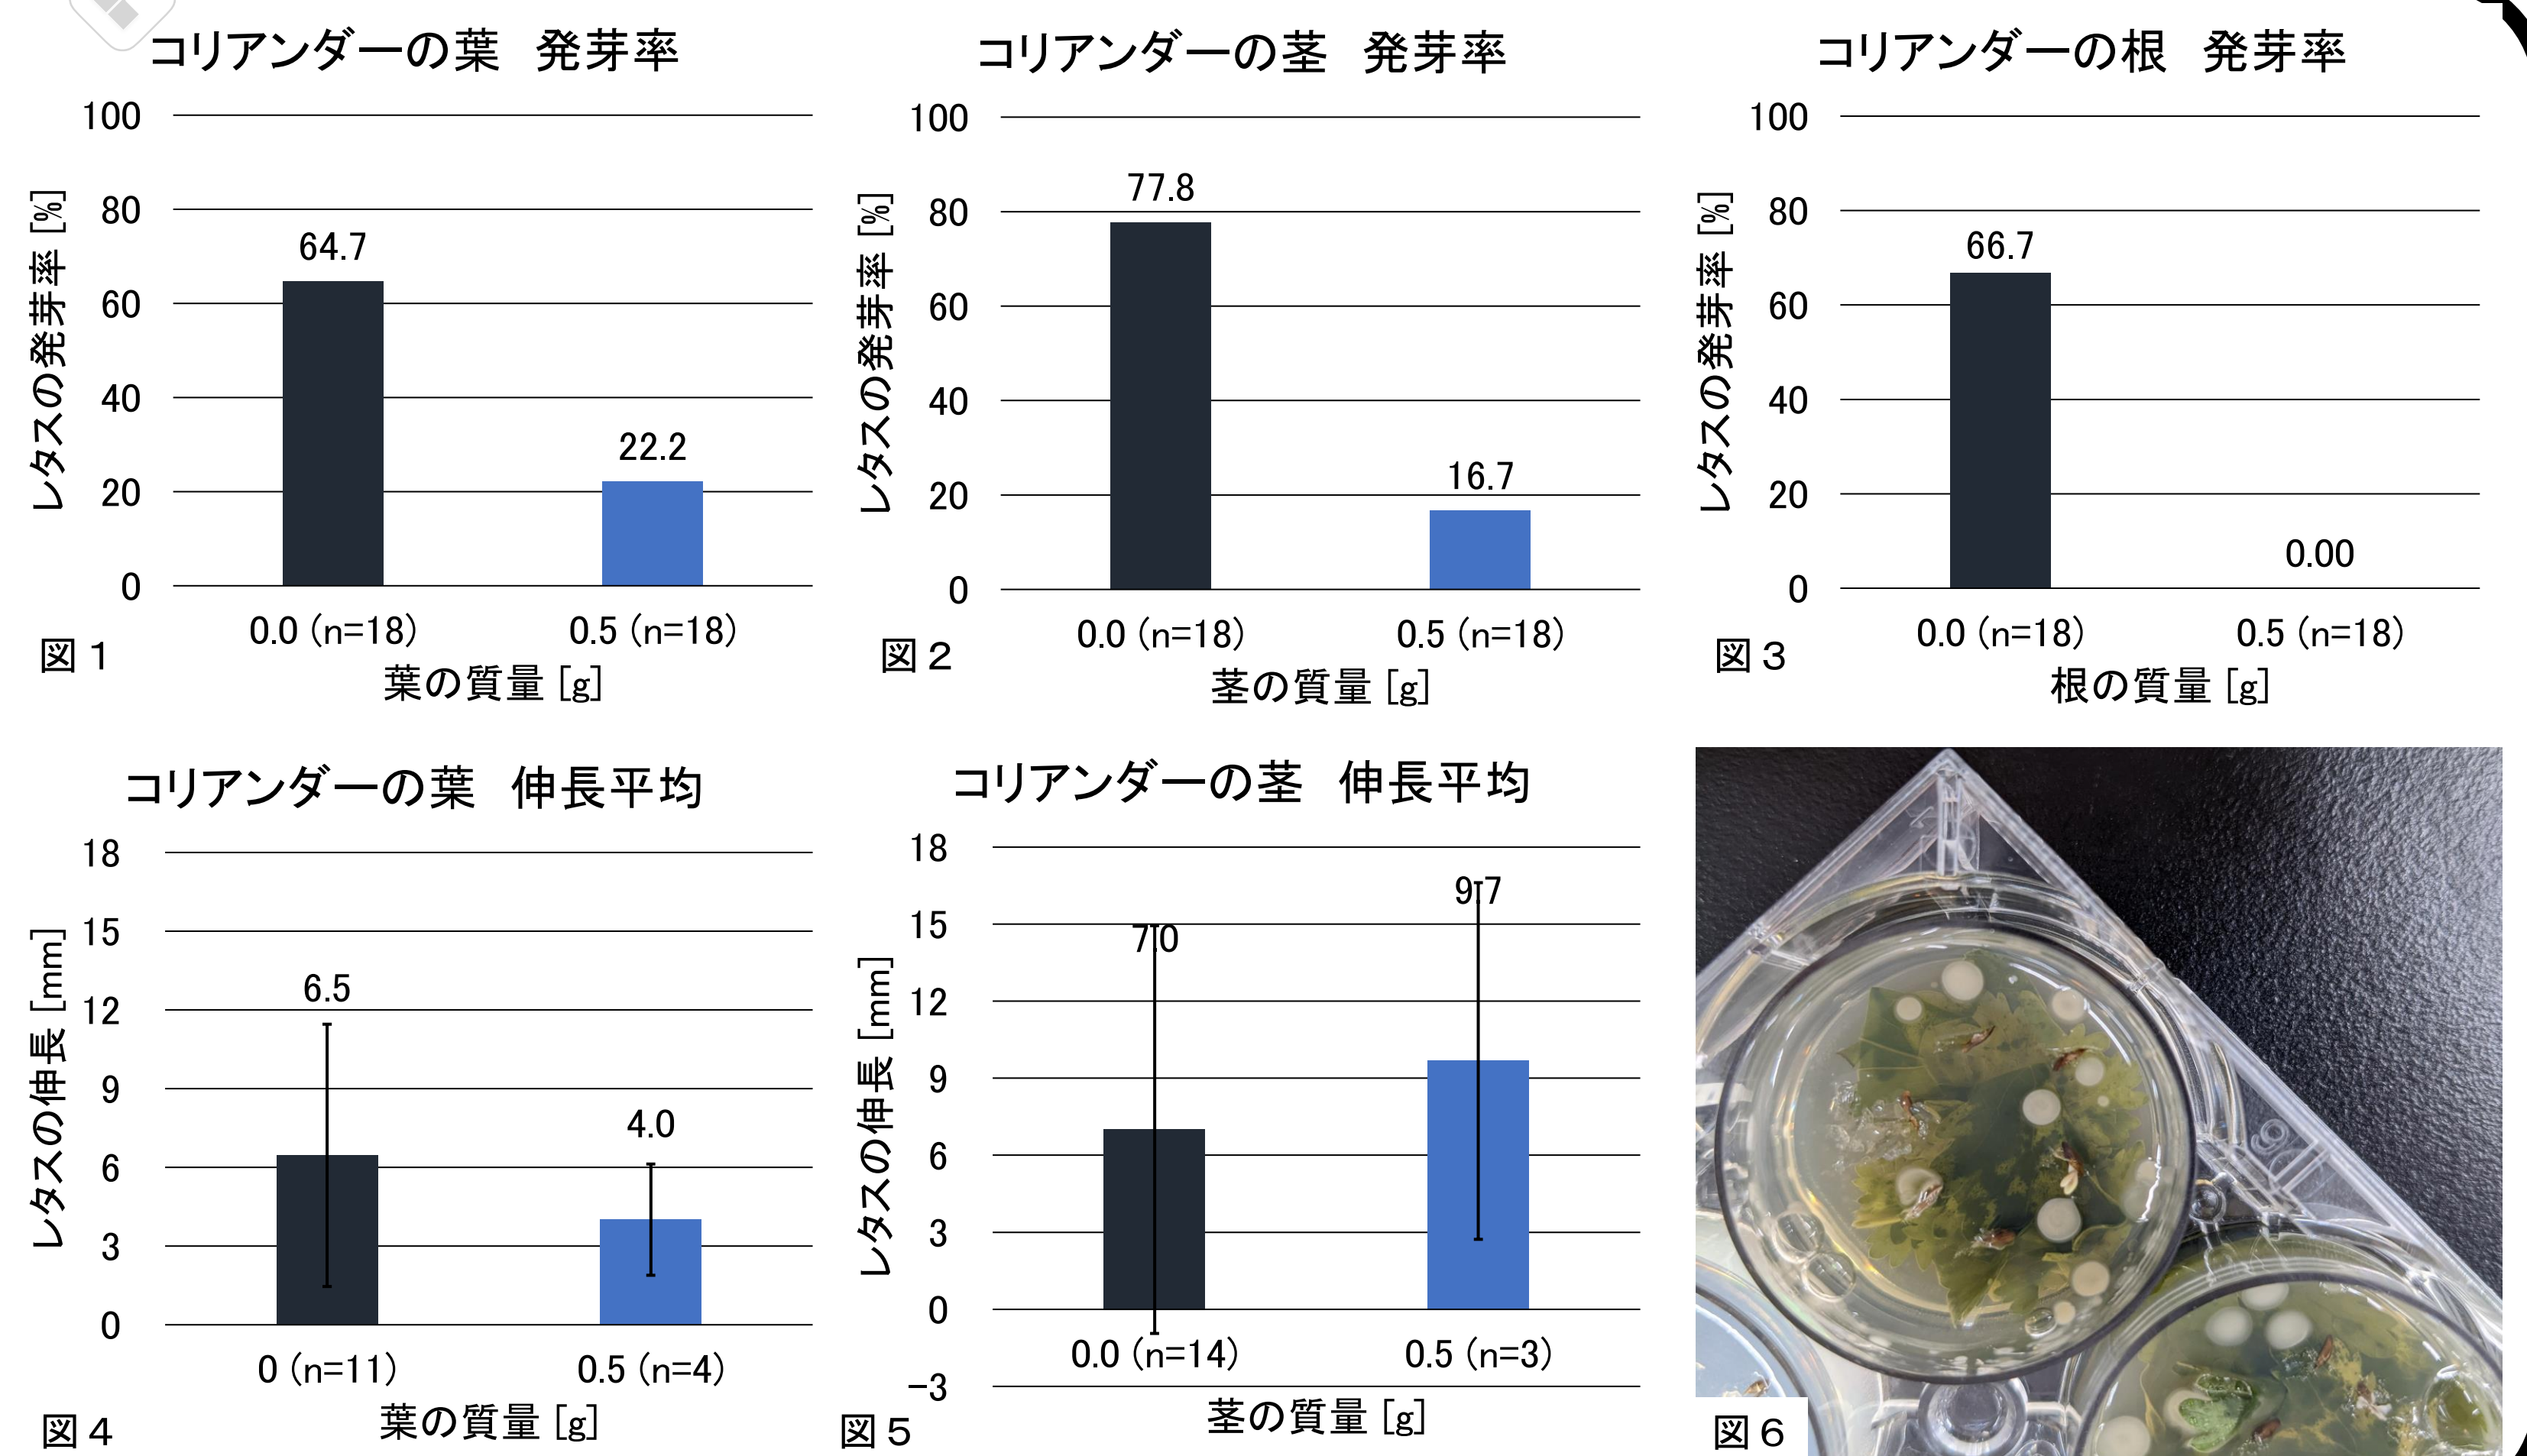 コリアンダーの葉　発芽率
レタスの発芽率 [%]
100
80
60
40
20
0
64.7
22.2
0.0 (n=18)
0.5 (n=18)
葉の質量 [g]
図１
コリアンダーの茎　発芽率
レタスの発芽率 [%]
100
80
60
40
20
0
77.8
16.7
0.0 (n=18)
0.5 (n=18)
茎の質量 [g]
図２
コリアンダーの根　発芽率
レタスの発芽率 [%]
100
80
60
40
20
0
66.7
0.00
0.0 (n=18)
0.5 (n=18)
根の質量 [g]
図３
コリアンダーの葉　伸長平均
レタスの伸長 [mm]
18
15
12
9
6
3
0
6.5
4.0
0 (n=11)
0.5 (n=4)
葉の質量 [g]
図４
コリアンダーの茎　伸長平均
レタスの伸長 [mm]
18
15
12
9
6
3
0
-3
7.0
9.7
0.0 (n=14)
0.5 (n=3)
茎の質量 [g]
図５
図６